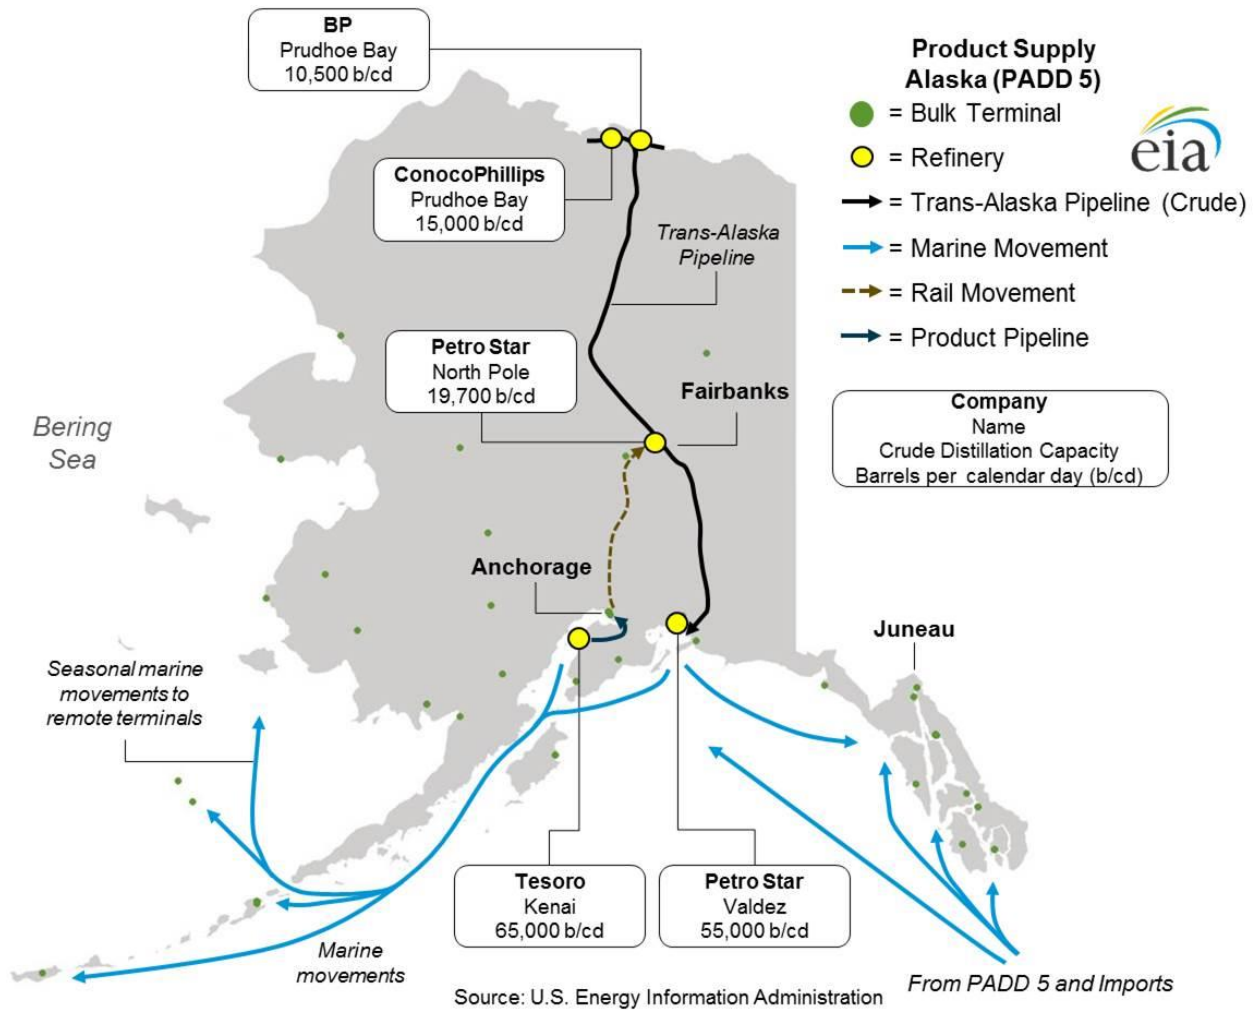 BP
Prudhoe Bay
10,500 b/cd
Product Supply
Alaska (PADD 5)
= Bulk Terminal
= Refinery
= Trans-Alaska Pipeline (Crude)
= Marine Movement
= Rail Movement
= Product Pipeline
eia
ConocoPhillips
Prudhoe Bay
15,000 b/cd
Trans-Alaska
Pipeline
Petro Star
North Pole
19,700 b/cd
Fairbanks
Company
Name
Crude Distillation Capacity
Barrels per calendar day (b/cd)
Bering
Sea
Anchorage
Juneau
Seasonal marine
movements to
remote terminals
Tesoro
Kenai
65,000 b/cd
Petro Star
Valdez
55,000 b/cd
Marine
movements
From PADD 5 and Imports
Source: U.S. Energy Information Administration